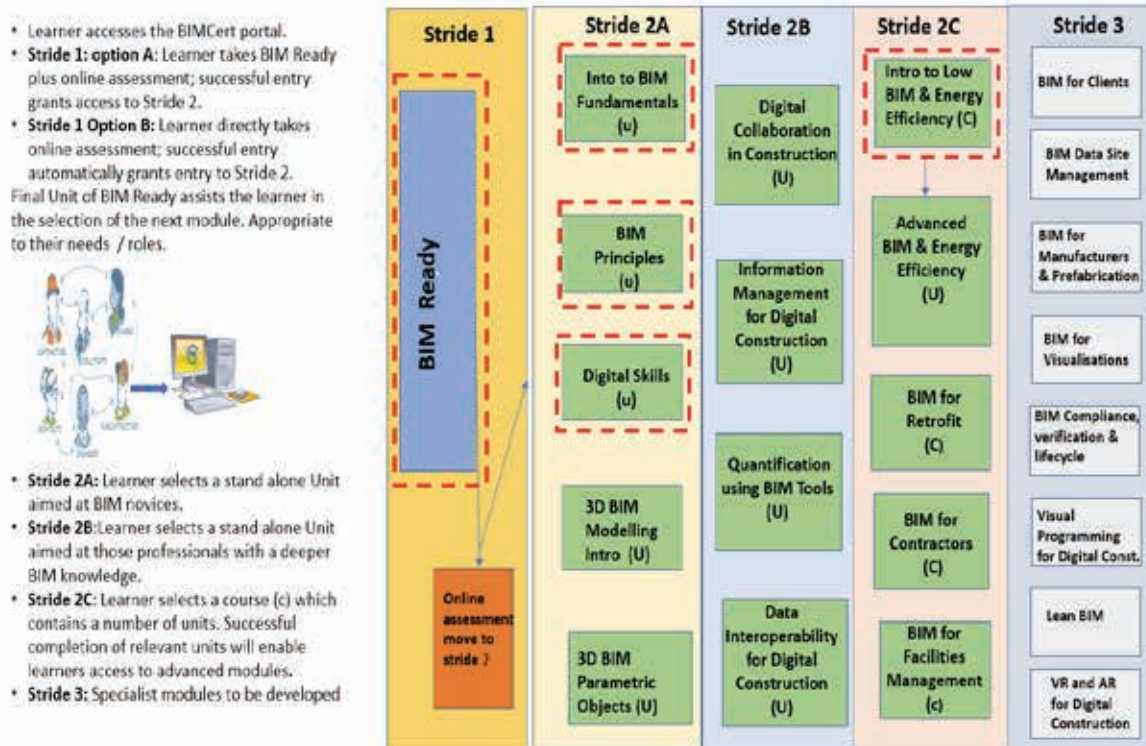 • Learner accesses the BIMCert portal.
• Stride 1: option A: Learner takes BIM Ready
plus online assessment; successful entry
grants access to Stride 2.
• Stride 1 Option B: Learner directly takes
online assessment; successful entry
automatically grants entry to Stride 2.
Final Unit of BIM Ready assists the learner in
the selection of the next module. Appropriate
to their needs / roles.
• Stride 2A: Learner selects a stand alone Unit
aimed at BIM novices.
• Stride 2B:Learner selects a stand alone Unit
aimed at those professionals with a deeper
BIM knowledge.
• Stride 2C: Learner selects a course (c) which
contains a number of units. Successful
completion of relevant units will enable
learners access to advanced modules.
• Stride 3: Specialist modules to be developed
Stride 1
BIM Ready
Online
assessment
move to
stride 2
Stride 2A
Into to BIM
Fundamentals
(u)
BIM
Principles
(u)
Digital Skills
(u)
3D BIM
Modelling
Intro (U)
3D BIM
Parametric
Objects (U)
Stride 2B
Digital
Collaboration
in Construction
(U)
Information
Management
for Digital
Construction
(U)
Quantification
using BIM Tools
(U)
Data
Interoperability
for Digital
Construction
(U)
Stride 2C
Intro to Low
BIM & Energy
Efficiency (C)
Advanced
BIM & Energy
Efficiency
(U)
BIM for
Retrofit
(C)
BIM for
Contractors
(C)
BIM for
Facilities
Management
(c)
Stride 3
BIM for Clients
BIM Data Site
Management
BIM for
Manufacturers
& Prefabrication
BIM for
Visualisations
BIM Compliance,
verification &
lifecycle
Visual
Programming
for Digital Const.
Lean BIM
VR and AR
for Digital
Construction